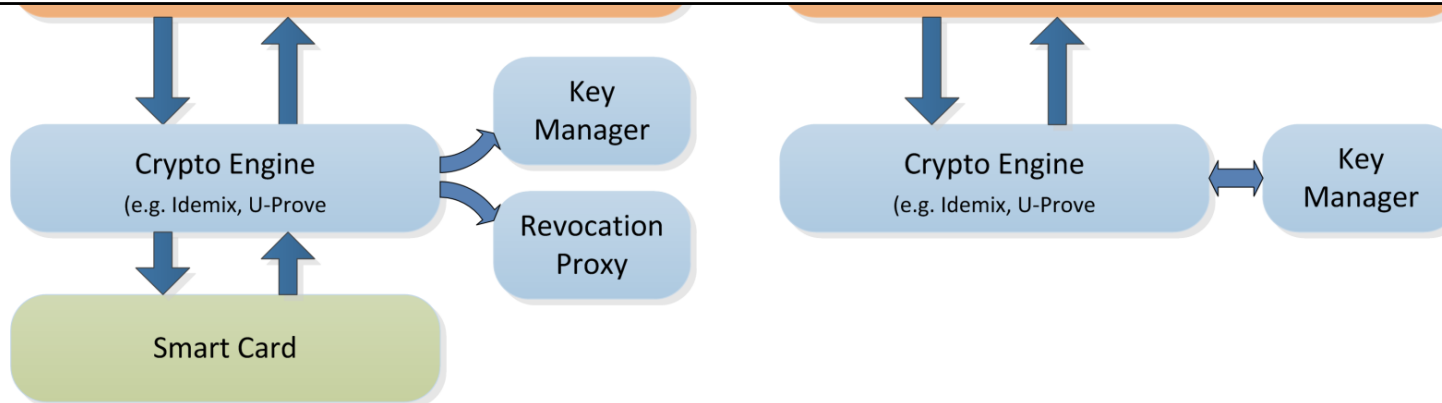 Key
Manager
Crypto Engine
(e.g. Idemix, U-Prove
Revocation
Proxy
Smart Card
Crypto Engine
(e.g. Idemix, U-Prove
Key
Manager